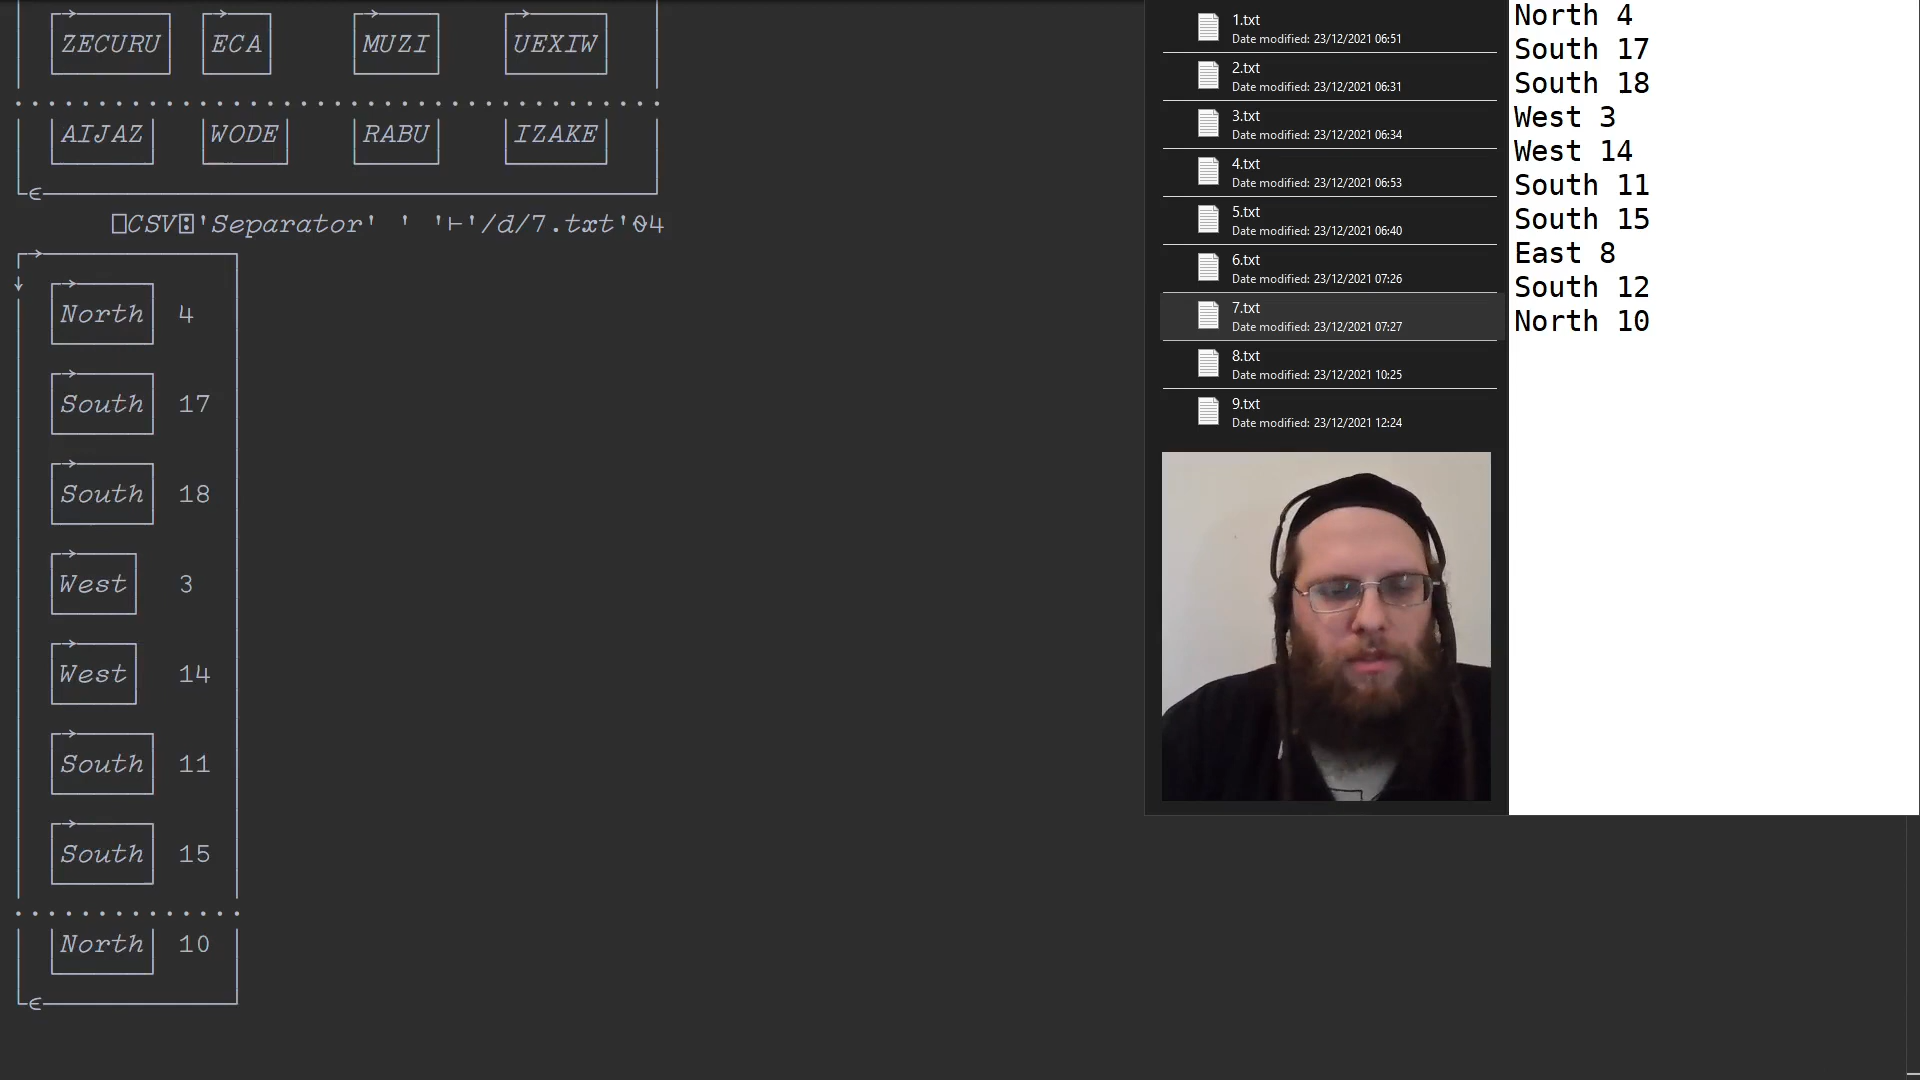 ZECURU ECA MUZI UEXIW
AIJAZ WODE RABU IZAKE
⎕CSV⍠'Separator' ' '⊢'/d/7.txt'⍬4
North 4
South 17
South 18
West 3
West 14
South 11
South 15
North 10
1.txt
Date modified: 23/12/2021 06:51
2.txt
Date modified: 23/12/2021 06:31
3.txt
Date modified: 23/12/2021 06:34
4.txt
Date modified: 23/12/2021 06:53
5.txt
Date modified: 23/12/2021 06:40
6.txt
Date modified: 23/12/2021 07:26
7.txt
Date modified: 23/12/2021 07:27
8.txt
Date modified: 23/12/2021 10:25
9.txt
Date modified: 23/12/2021 12:24
North 4
South 17
South 18
West 3
West 14
South 11
South 15
East 8
South 12
North 10